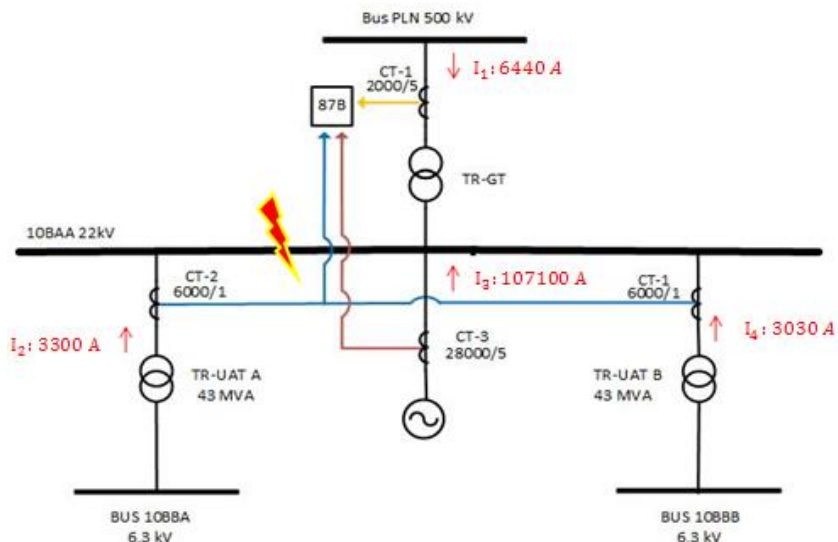 Bus PLN 500 kV
CT-1
2000/5
I₁: 6440 A
87B
TR-GT
10BAA 22kV
CT-2
6000/1
I₃: 107100 A
CT-1
6000/1
I₂: 3300 A
CT-3
28000/5
I₄: 3030 A
TR-UAT A
43 MVA
TR-UAT B
43 MVA
BUS 10BBA
6.3 kV
BUS 10BBB
6.3 kV